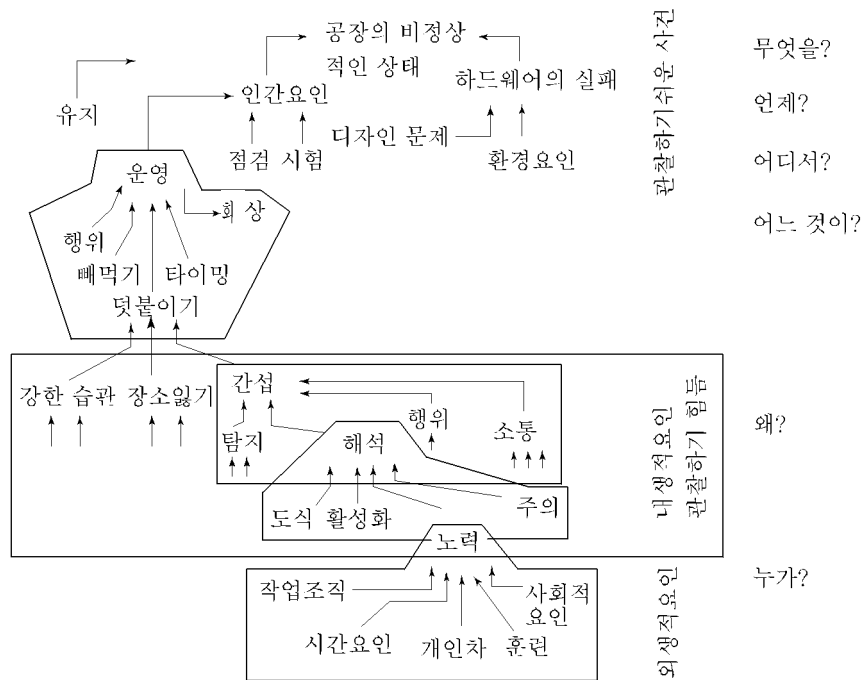 공장의 비정상
적인 상태
무엇을?
하드웨어의 실패
인간요인
언제?
유지
디자인 문제
점검 시험
환경요인
어디서?
관찰하기쉬운 사건
운영
회상
어느 것이?
행위
빼먹기
타이밍
덧붙이기
강한 습관
장소잃기
간섭
행위
소통
왜?
탐지
해석
도식
활성화
주의
내생적요인
관찰하기 힘듦
노력
작업조직
사회적
요인
시간요인
개인차
훈련
누가?
외생적요인